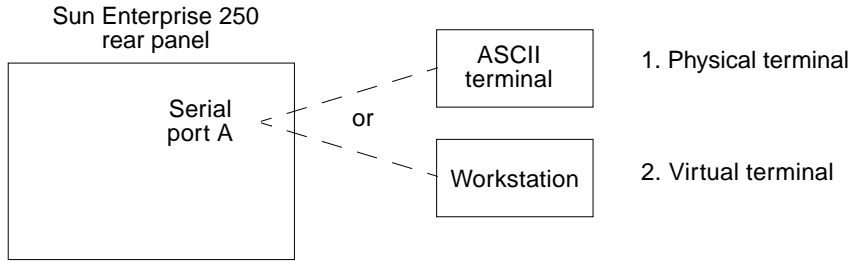 Sun Enterprise 250
rear panel
Serial
port A
or
ASCII
terminal
1. Physical terminal
Workstation
2. Virtual terminal